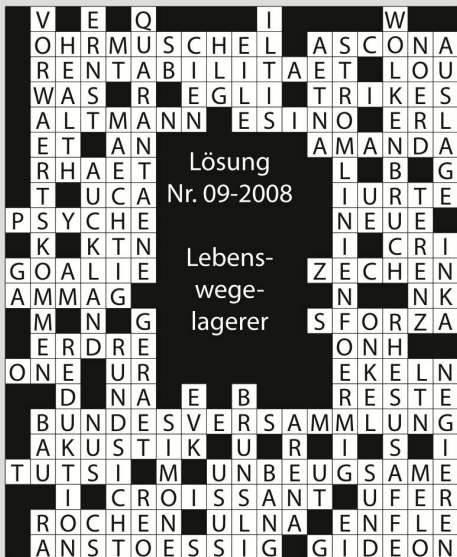 V E Q I W
OHRMUSCHEL ASCONA
RENTABILITAET LOU
WAS R EGLI TRIKES
ALTMANN ESINO ERL
ET AN AMANDA
RHAET L B G
T UCA IURTE
PSYCHE NEUE
K KTN I CRI
GOALIE ZECHEN
AMMAG N NK
M N G SFORZA
ERDRE ONH
ONE UR EKELN
D NA E B RESTE
BUNDESVERSAMMLUNG
AKUSTIK U R I S I
TUTSI M UNBEUGSAME
I CROISSANT UFER
ROCHEN ULNA ENFLE
ANSTOESSIG GIDEON
Lösung
Nr. 09-2008
Lebens-
wege-
lagerer